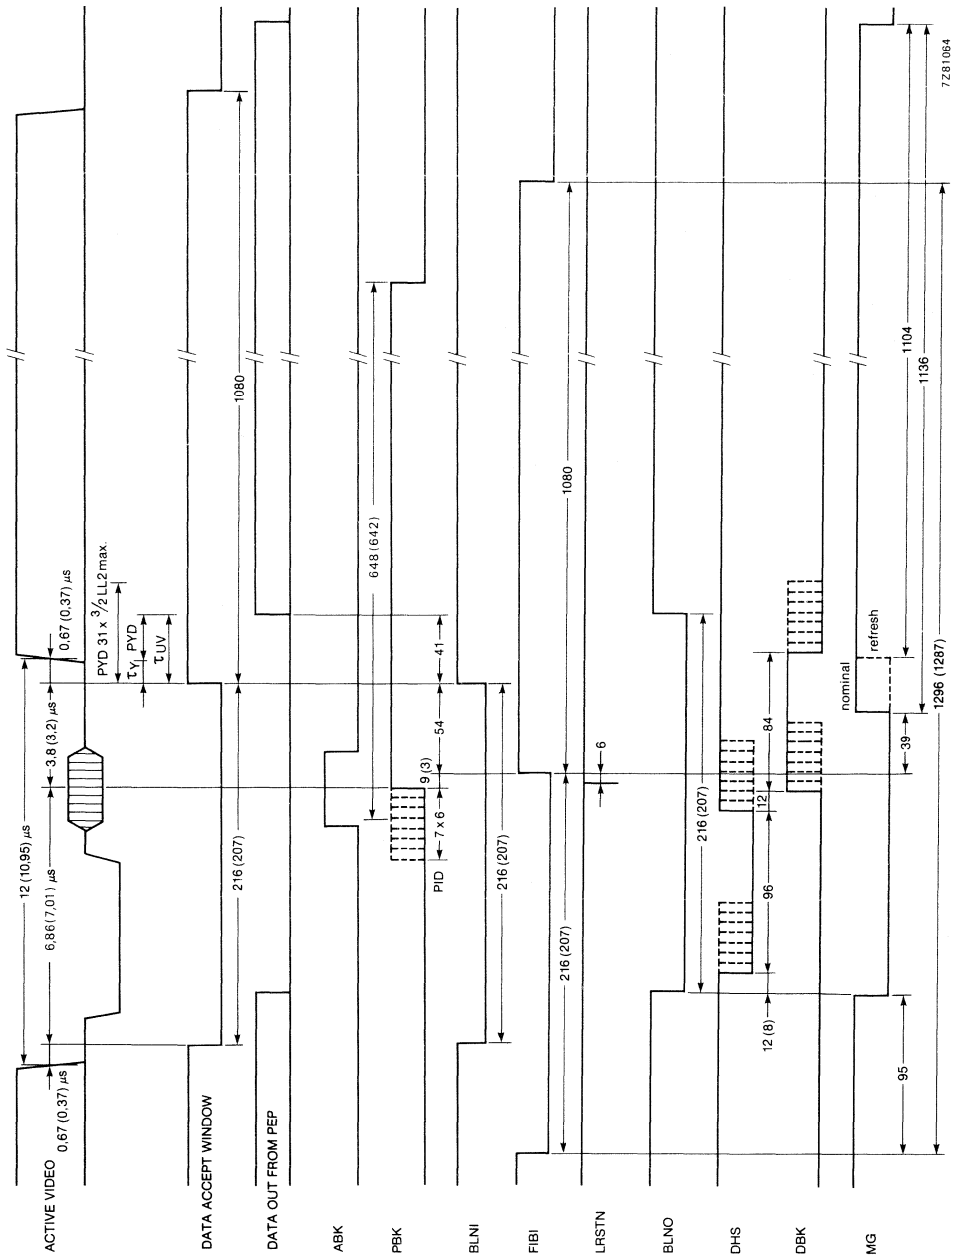 ACTIVE VIDEO
0,67 (0,37) µs
12 (10,95) µs
6,86 (7,01) µs
3,8 (3,2) µs
0,67 (0,37) µs
PYD 31 x 3/2 LL2 max.
τY PYD
τUV
DATA ACCEPT WINDOW
216 (207)
1080
DATA OUT FROM PEP
ABK
648 (642)
PBK
PID
7 x 6
9 (3)
54
41
BLNI
216 (207)
FIBI
216 (207)
1080
LRSTN
6
BLNO
216 (207)
DHS
12 (8)
96
12
84
DBK
MG
nominal
refresh
95
39
1104
1136
1296 (1287)
7Z81064